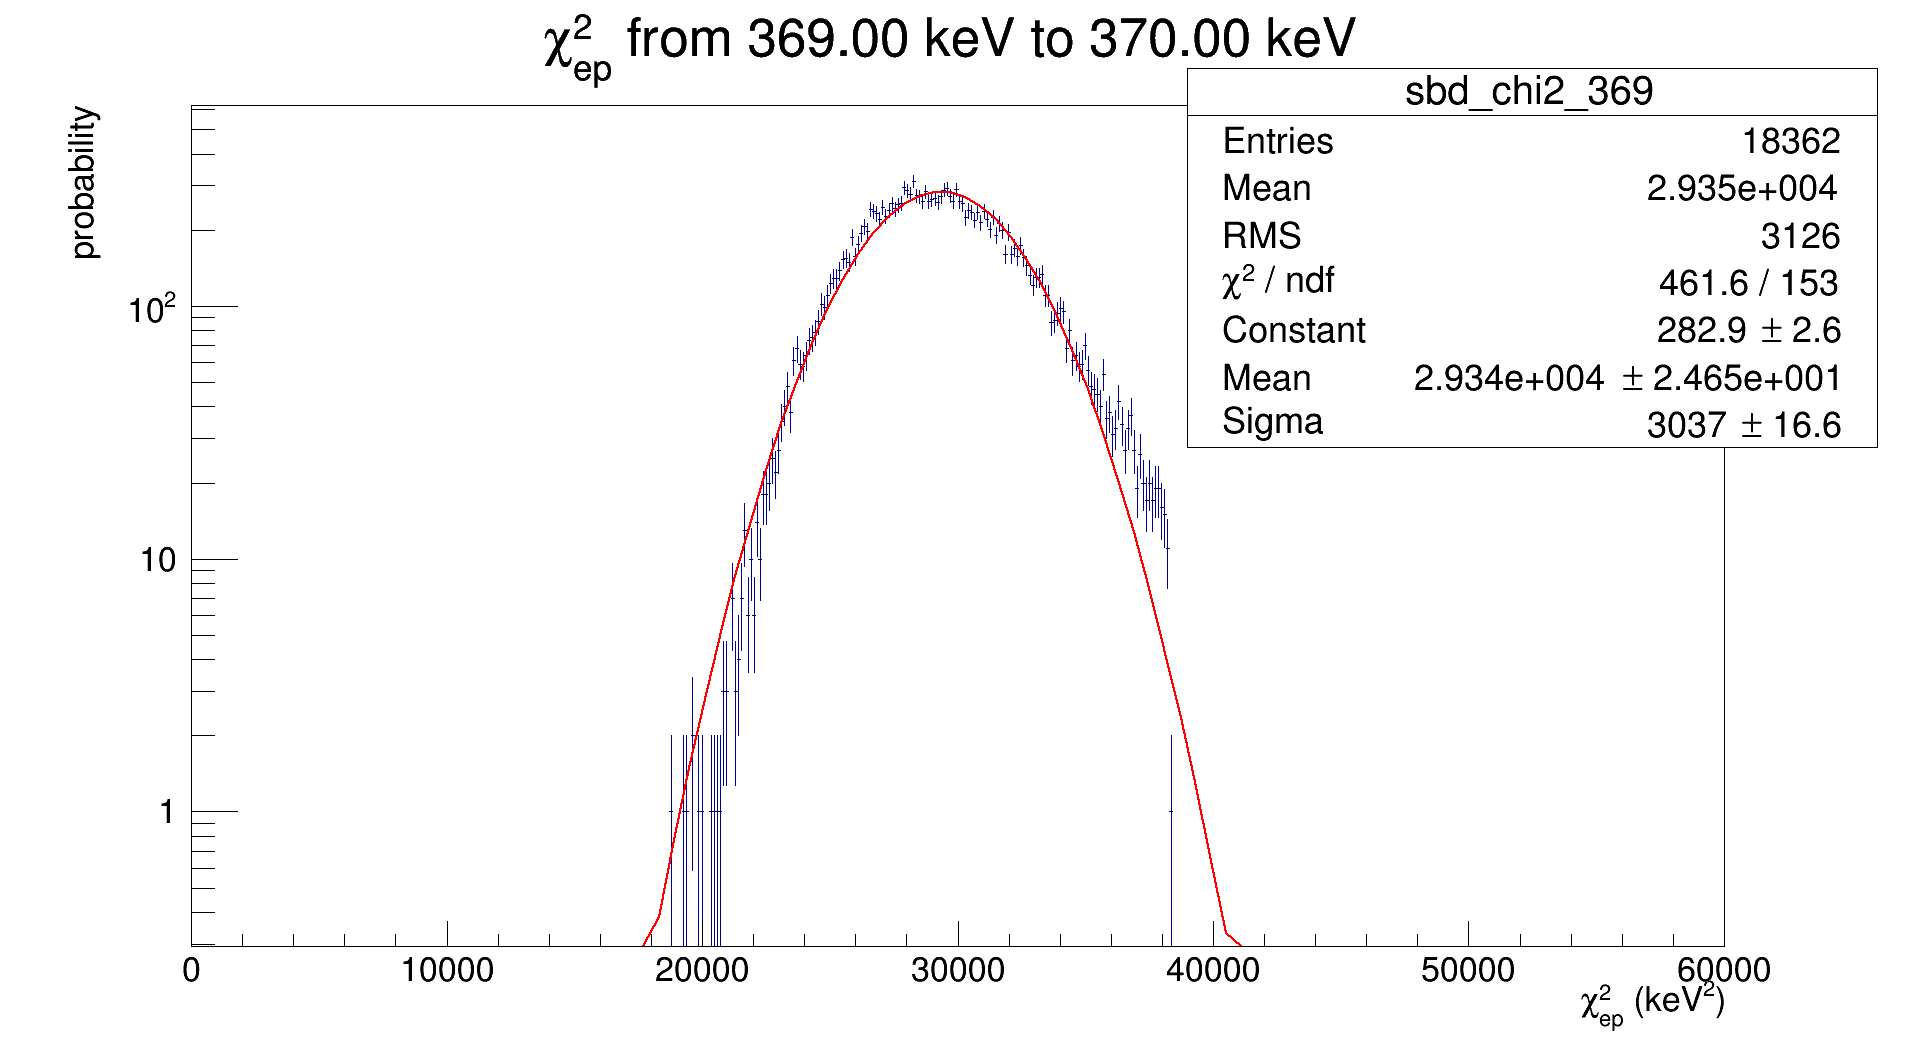 χ²ep from 369.00 keV to 370.00 keV
sbd_chi2_369
Entries 18362
Mean 2.935e+004
RMS 3126
χ² / ndf 461.6 / 153
Constant 282.9 ± 2.6
Mean 2.934e+004 ± 2.465e+001
Sigma 3037 ± 16.6
probability
10²
10
1
0 10000 20000 30000 40000 50000 60000
χ²ep (keV²)